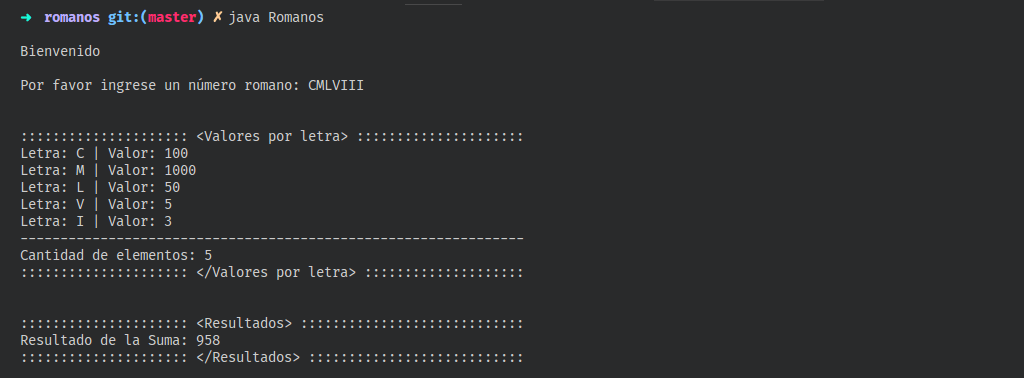 ➜ romanos git:(master) ✗ java Romanos
Bienvenido
Por favor ingrese un número romano: CMLVIII
::::::::::::::::::::: <Valores por letra> :::::::::::::::::::::
Letra: C | Valor: 100
Letra: M | Valor: 1000
Letra: L | Valor: 50
Letra: V | Valor: 5
Letra: I | Valor: 3
---------------------------------------------------------------
Cantidad de elementos: 5
::::::::::::::::::::: </Valores por letra> ::::::::::::::::::::
::::::::::::::::::::: <Resultados> ::::::::::::::::::::::::::::
Resultado de la Suma: 958
::::::::::::::::::::: </Resultados> :::::::::::::::::::::::::::